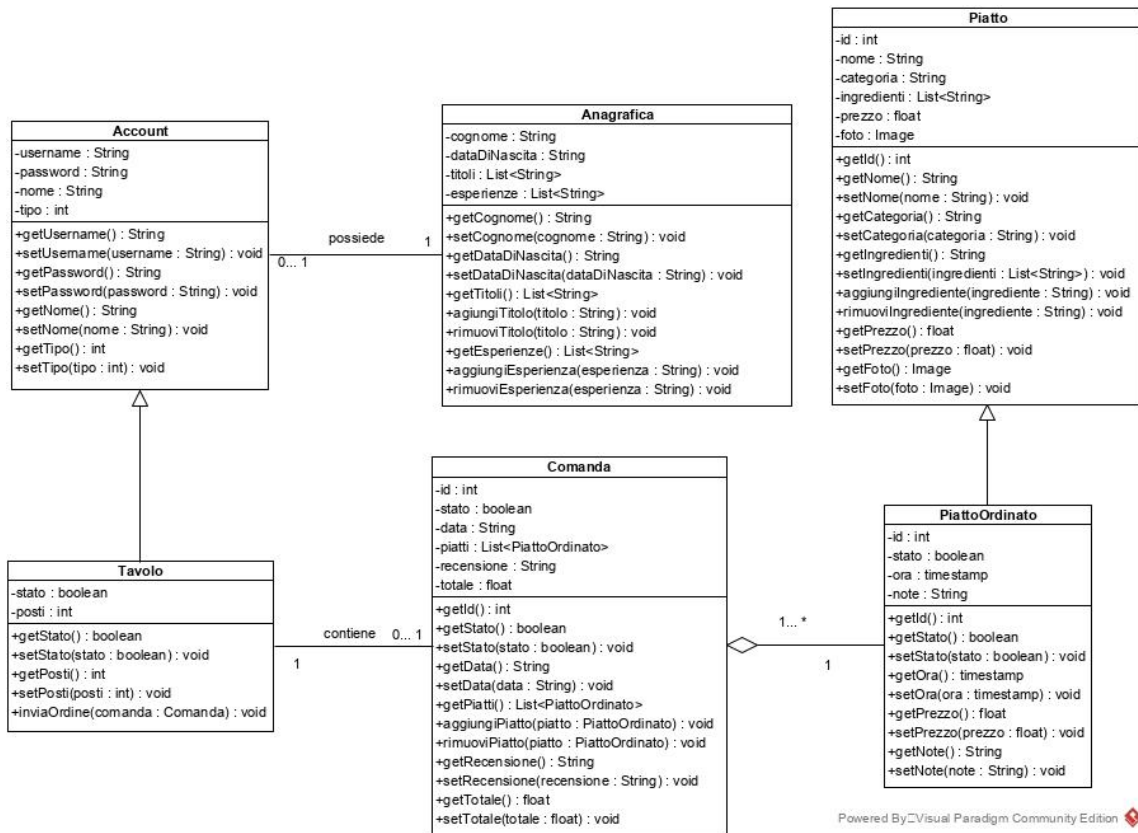 Account
-username : String
-password : String
-nome : String
-tipo : int
+getUsername() : String
+setUsername(username : String) : void
+getPassword() : String
+setPassword(password : String) : void
+getNome() : String
+setNome(nome : String) : void
+getTipo() : int
+setTipo(tipo : int) : void
possiede
0... 1
1
Anagrafica
-cognome : String
-dataDiNascita : String
-titoli : List<String>
-esperienze : List<String>
+getCognome() : String
+setCognome(cognome : String) : void
+getDataDiNascita() : String
+setDataDiNascita(dataDiNascita : String) : void
+getTitoli() : List<String>
+agiungiTitolo(titolo : String) : void
+rimuoviTitolo(titolo : String) : void
+getEsperienze() : List<String>
+aggiungiEsperienza(esperienza : String) : void
+rimuoviEsperienza(esperienza : String) : void
Piatto
-id : int
-nome : String
-categoria : String
-ingredienti : List<String>
-prezzo : float
-foto : Image
+getId() : int
+getNome() : String
+setNome(nome : String) : void
+getCategoria() : String
+setCategoria(categoria : String) : void
+getIngredienti() : String
+setIngredienti(ingredienti : List<String>) : void
+aggiungiIngrediente(ingrediente : String) : void
+rimuoviIngrediente(ingrediente : String) : void
+getPrezzo() : float
+setPrezzo(prezzo : float) : void
+getFoto() : Image
+setFoto(foto : Image) : void
Tavolo
-stato : boolean
-posti : int
+getStato() : boolean
+setStato(stato : boolean) : void
+getPosti() : int
+setPosti(posti : int) : void
+inviaOrdine(comanda : Comanda) : void
contiene
0... 1
1
Comanda
-id : int
-stato : boolean
-data : String
-piatti : List<PiattoOrdinato>
-recensione : String
-totale : float
+getId() : int
+getStato() : boolean
+setStato(stato : boolean) : void
+getData() : String
+setData(data : String) : void
+getPiatti() : List<PiattoOrdinato>
+aggiungiPiatto(piatto : PiattoOrdinato) : void
+rimuoviPiatto(piatto : PiattoOrdinato) : void
+getRecensione() : String
+setRecensione(recensione : String) : void
+getTotale() : float
+setTotale(totale : float) : void
1... *
1
PiattoOrdinato
-id : int
-stato : boolean
-ora : timestamp
-note : String
+getId() : int
+getStato() : boolean
+setStato(stato : boolean) : void
+getOra() : timestamp
+setOra(ora : timestamp) : void
+getPrezzo() : float
+setPrezzo(prezzo : float) : void
+getNote() : String
+setNote(note : String) : void
Powered By Visual Paradigm Community Edition